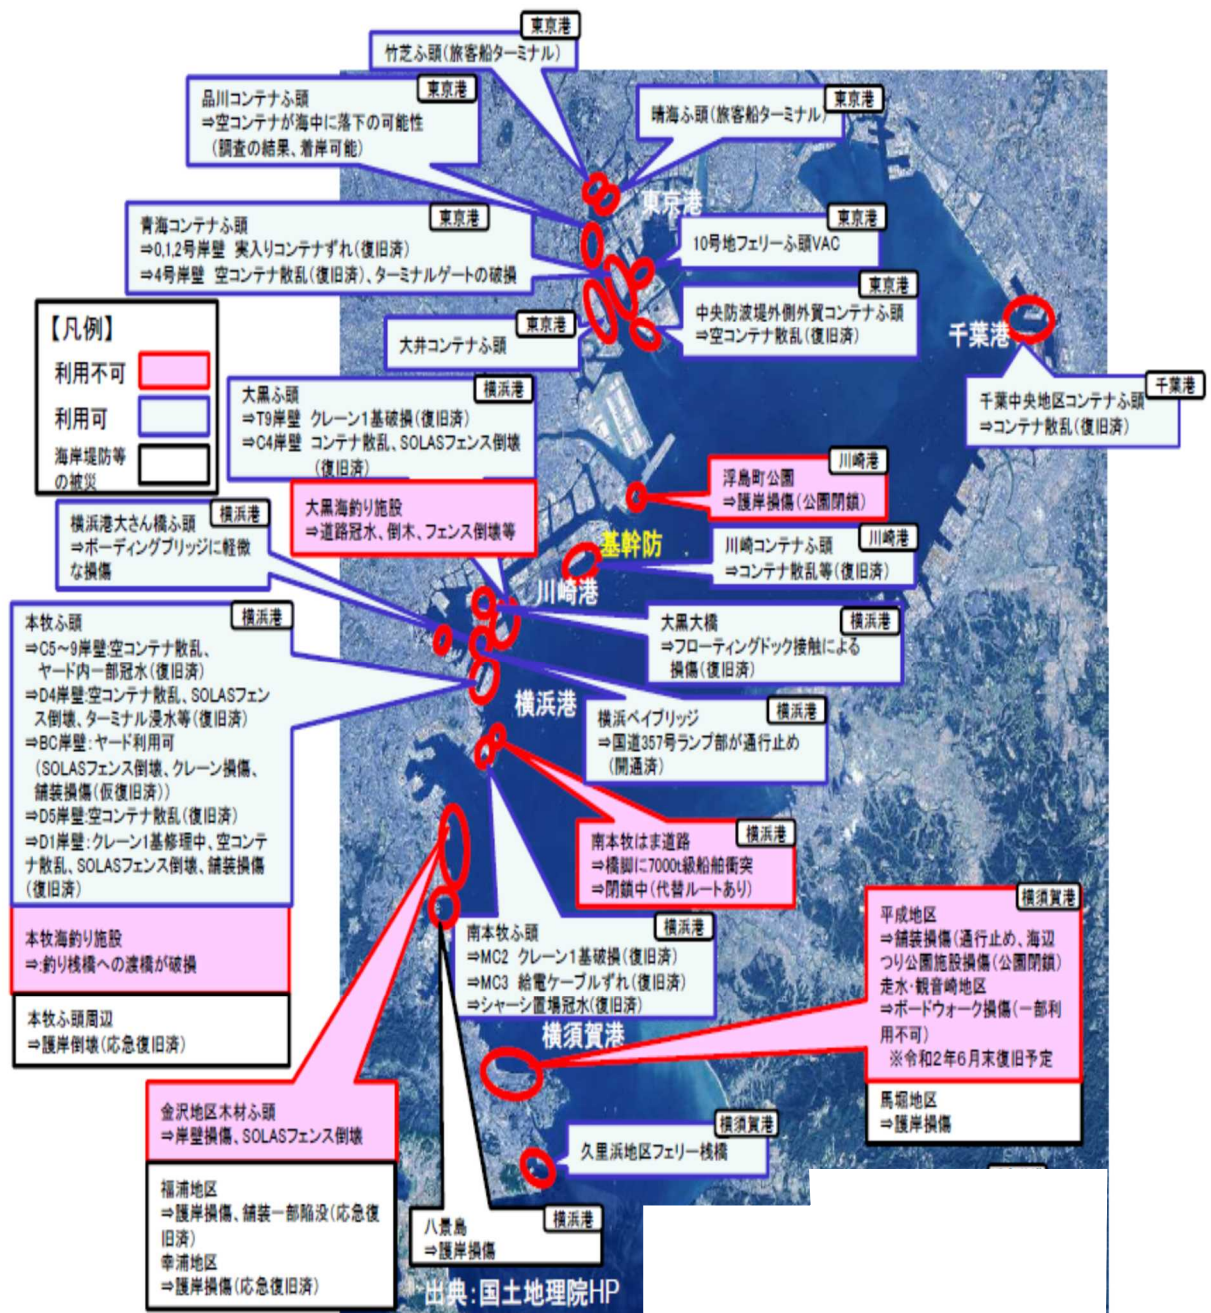 東京港
竹芝ふ頭(旅客船ターミナル)
東京港
品川コンテナふ頭
⇒空コンテナが海中に落下の可能性
(調査の結果、着岸可能)
東京港
晴海ふ頭(旅客船ターミナル)
東京港
東京港
青海コンテナふ頭
⇒0,1,2号岸壁 実入りコンテナずれ(復旧済)
⇒4号岸壁 空コンテナ散乱(復旧済)、ターミナルゲートの破損
東京港
10号地フェリーふ頭VAC
東京港
中央防波堤外側外貿コンテナふ頭
⇒空コンテナ散乱(復旧済)
東京港
大井コンテナふ頭
千葉港
千葉港
千葉中央地区コンテナふ頭
⇒コンテナ散乱(復旧済)
【凡例】
利用不可
利用可
海岸堤防等
の被災
横浜港
大黒ふ頭
⇒T9岸壁 クレーン1基破損(復旧済)
⇒C4岸壁 コンテナ散乱、SOLASフェンス倒壊
(復旧済)
大黒海釣り施設
⇒道路冠水、倒木、フェンス倒壊等
川崎港
浮島町公園
⇒護岸損傷(公園閉鎖)
横浜港
横浜港大さん橋ふ頭
⇒ボーディングブリッジに軽微
な損傷
基幹防
川崎港
川崎港
川崎コンテナふ頭
⇒コンテナ散乱等(復旧済)
横浜港
本牧ふ頭
⇒C5～9岸壁:空コンテナ散乱、
ヤード内一部冠水(復旧済)
⇒D4岸壁:空コンテナ散乱、SOLASフェン
ス倒壊、ターミナル浸水等(復旧済)
⇒BC岸壁:ヤード利用可
(SOLASフェンス倒壊、クレーン損傷、
舗装損傷(仮復旧済))
⇒D5岸壁:空コンテナ散乱(復旧済)
⇒D1岸壁:クレーン1基修理中、空コンテ
ナ散乱、SOLASフェンス倒壊、舗装損傷
(復旧済)
本牧海釣り施設
⇒:釣り桟橋への渡橋が破損
本牧ふ頭周辺
⇒護岸倒壊(応急復旧済)
横浜港
大黒大橋
⇒フローティングドック接触による
損傷(復旧済)
横浜港
横浜港
横浜ベイブリッジ
⇒国道357号ランプ部が通行止め
(開通済)
横浜港
南本牧はま道路
⇒橋脚に7000t級船舶衝突
⇒閉鎖中(代替ルートあり)
横浜港
南本牧ふ頭
⇒MC2 クレーン1基破損(復旧済)
⇒MC3 給電ケーブルずれ(復旧済)
⇒シャーシ置場冠水(復旧済)
横須賀港
横須賀港
平成地区
⇒舗装損傷(通行止め、海辺
つり公園施設損傷(公園閉鎖)
走水・観音崎地区
⇒ボードウォーク損傷(一部利
用不可)
※令和2年6月末復旧予定
馬堀地区
⇒護岸損傷
金沢地区木材ふ頭
⇒岸壁損傷、SOLASフェンス倒壊
福浦地区
⇒護岸損傷、舗装一部陥没(応急復
旧済)
幸浦地区
⇒護岸損傷(応急復旧済)
横須賀港
久里浜地区フェリー桟橋
横浜港
八景島
⇒護岸損傷
出典:国土地理院HP